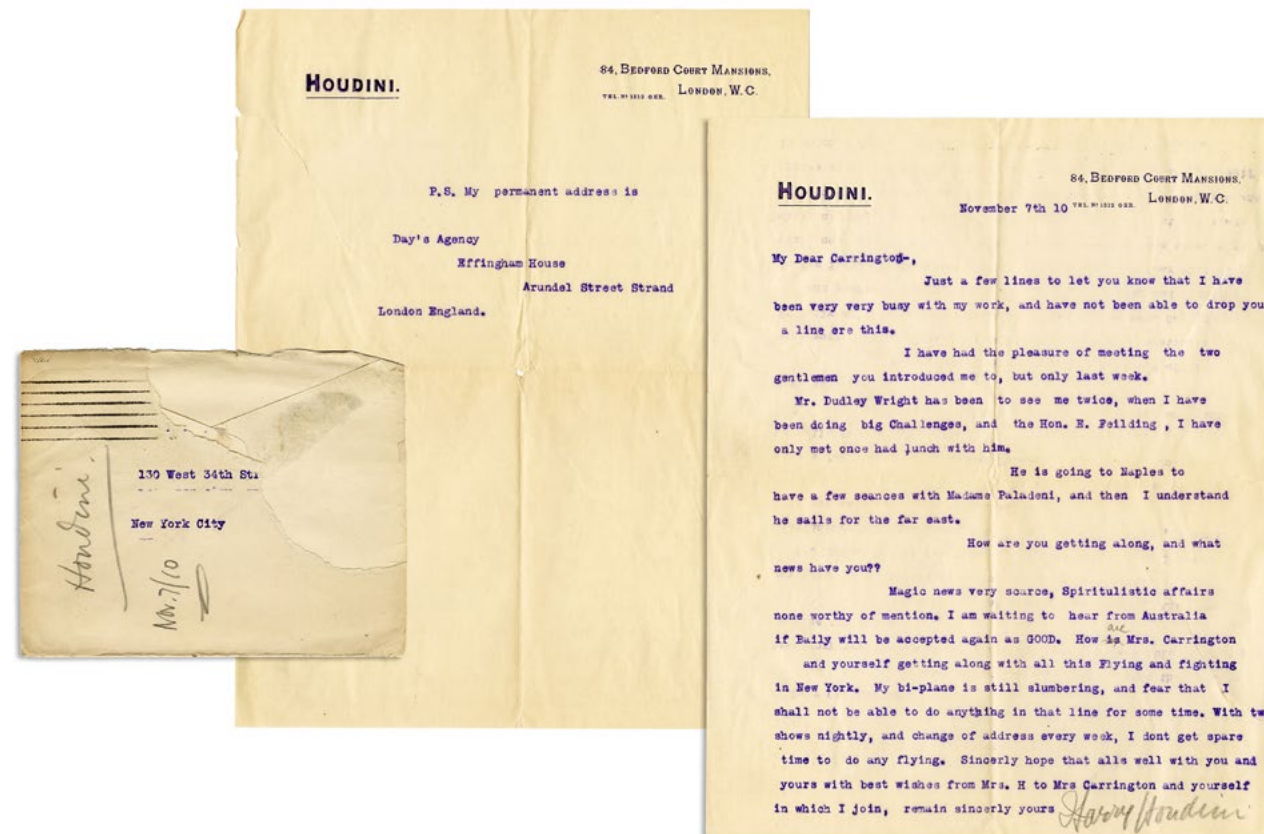 HOUDINI.
84, BEDFORD COURT MANSIONS,
LONDON, W.C.
P.S. My permanent address is
Day's Agency
Effingham House
Arundel Street Strand
London England.
130 West 34th
New York City
Houdini.
Nov. 7/10
HOUDINI.
84, BEDFORD COURT MANSIONS,
LONDON, W.C.
November 7th 10
My Dear Carrington-,
Just a few lines to let you know that I have
been very very busy with my work, and have not been able to drop you
a line ere this.
I have had the pleasure of meeting the two
gentlemen you introduced me to, but only last week.
Mr. Dudley Wright has been to see me twice, when I have
been doing big Challenges, and the Hon. E. Feilding , I have
only met once had lunch with him.
He is going to Naples to
have a few seances with Madame Paladeni, and then I understand
he sails for the far east.
How are you getting along, and what
news have you??
Magic news very scarce, Spiritulistic affairs
none worthy of mention. I am waiting to hear from Australia
if Baily will be accepted again as GOOD. How are Mrs. Carrington
and yourself getting along with all this Flying and fighting
in New York. My bi-plane is still slumbering, and fear that I
shall not be able to do anything in that line for some time. With
shows nightly, and change of address every week, I dont get spare
time to do any flying. Sincerly hope that alls well with you and
yours with best wishes from Mrs. H to Mrs Carrington and yourself
in which I join, remain sincerly yours Harry Houdini